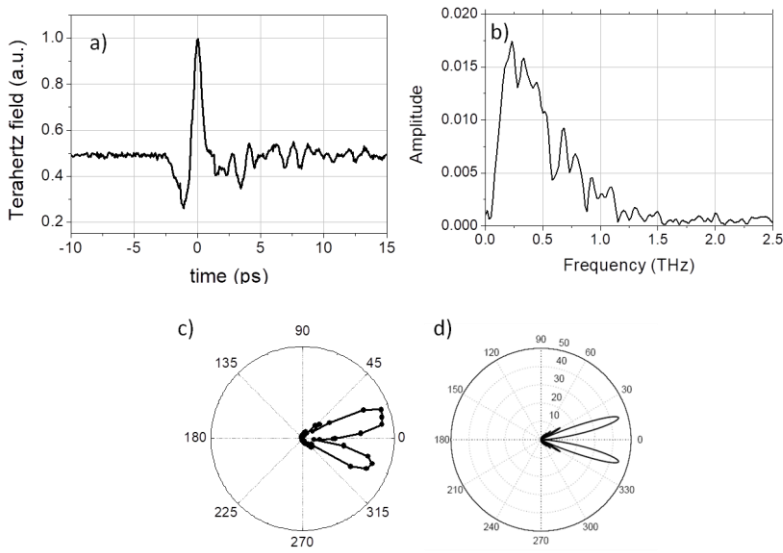 a)
Terahertz field (a.u.)
1.0
0.8
0.6
0.4
0.2
-10 -5 0 5 10 15
time (ps)
b)
Amplitude
0.020
0.015
0.010
0.005
0.000
0.0 0.5 1.0 1.5 2.0 2.5
Frequency (THz)
c)
90
135 45
180 0
225 315
270
d)
90 50
120 60
40
150 30 30
20
10
180 0
210 330
240 300
270